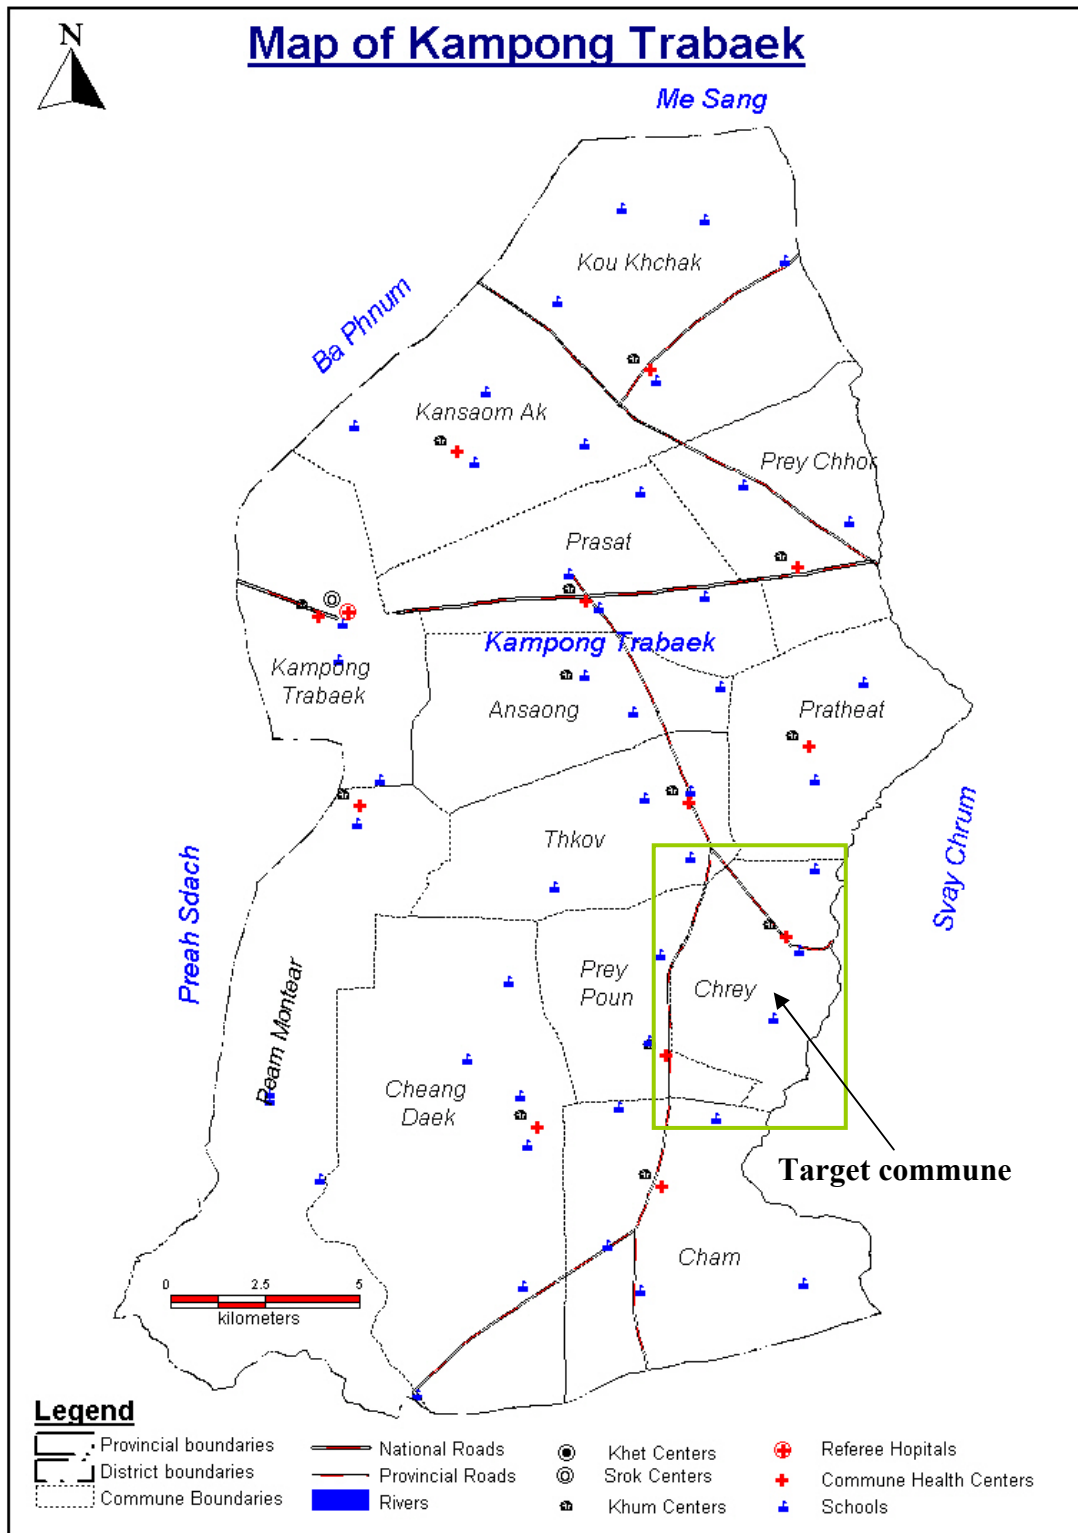 Map of Kampong Trabaek
N
Me Sang
Kou Khchak
Ba Phnum
Kansaom Ak
Prey Chhor
Prasat
Kampong Trabaek
Kampong
Trabaek
Ansaong
Pratheat
Thkov
Svay Chrum
Preah Sdach
Prey
Poun
Chrey
Ream Montear
Cheang
Daek
Target commune
Cham
0 2.5 5
kilometers
Legend
Provincial boundaries
District boundaries
Commune Boundaries
National Roads
Provincial Roads
Rivers
Khet Centers
Srok Centers
Khum Centers
Referee Hopitals
Commune Health Centers
Schools